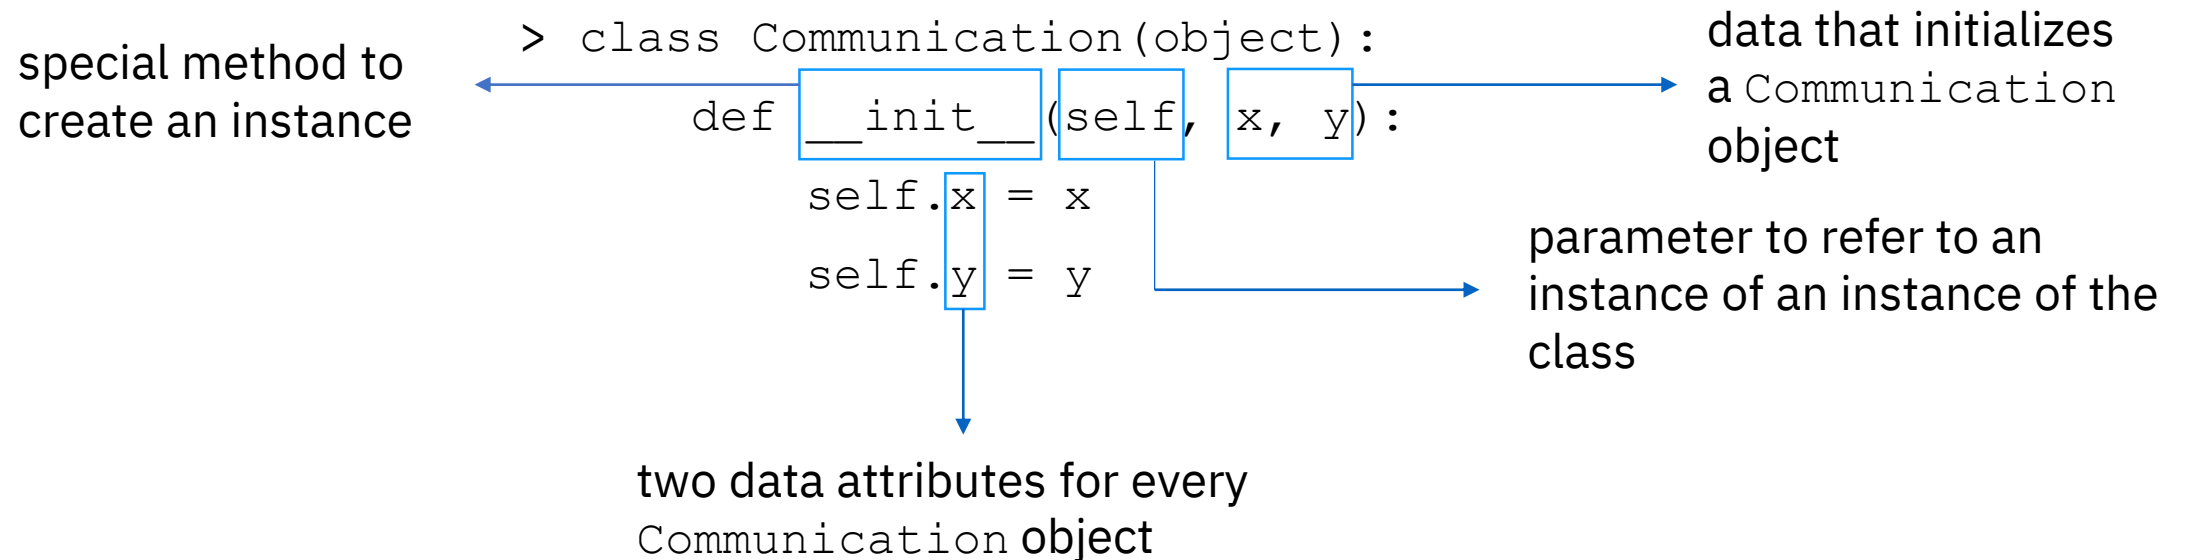 special method to
create an instance
> class Communication(object):
def __init__(self, x, y):
self.x = x
self.y = y
data that initializes
a Communication
object
parameter to refer to an
instance of an instance of the
class
two data attributes for every
Communication object